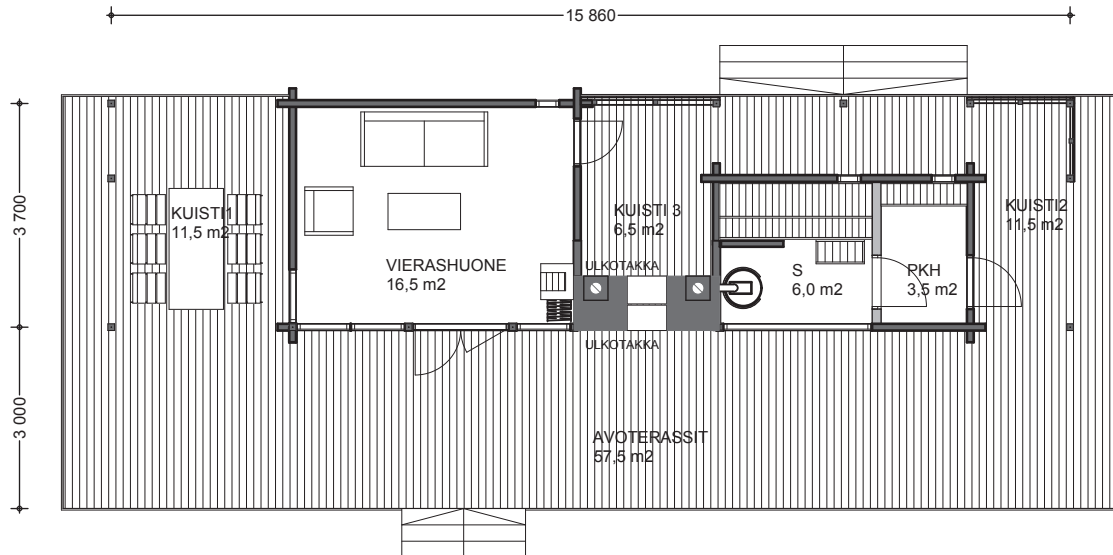 15 860
3 700
3 000
KUISTI1
11,5 m2
VIERASHUONE
16,5 m2
KUISTI 3
6,5 m2
ULKOTAKKA
ULKOTAKKA
S
6,0 m2
PKH
3,5 m2
KUISTI2
11,5 m2
AVOTERASSIT
57,5 m2